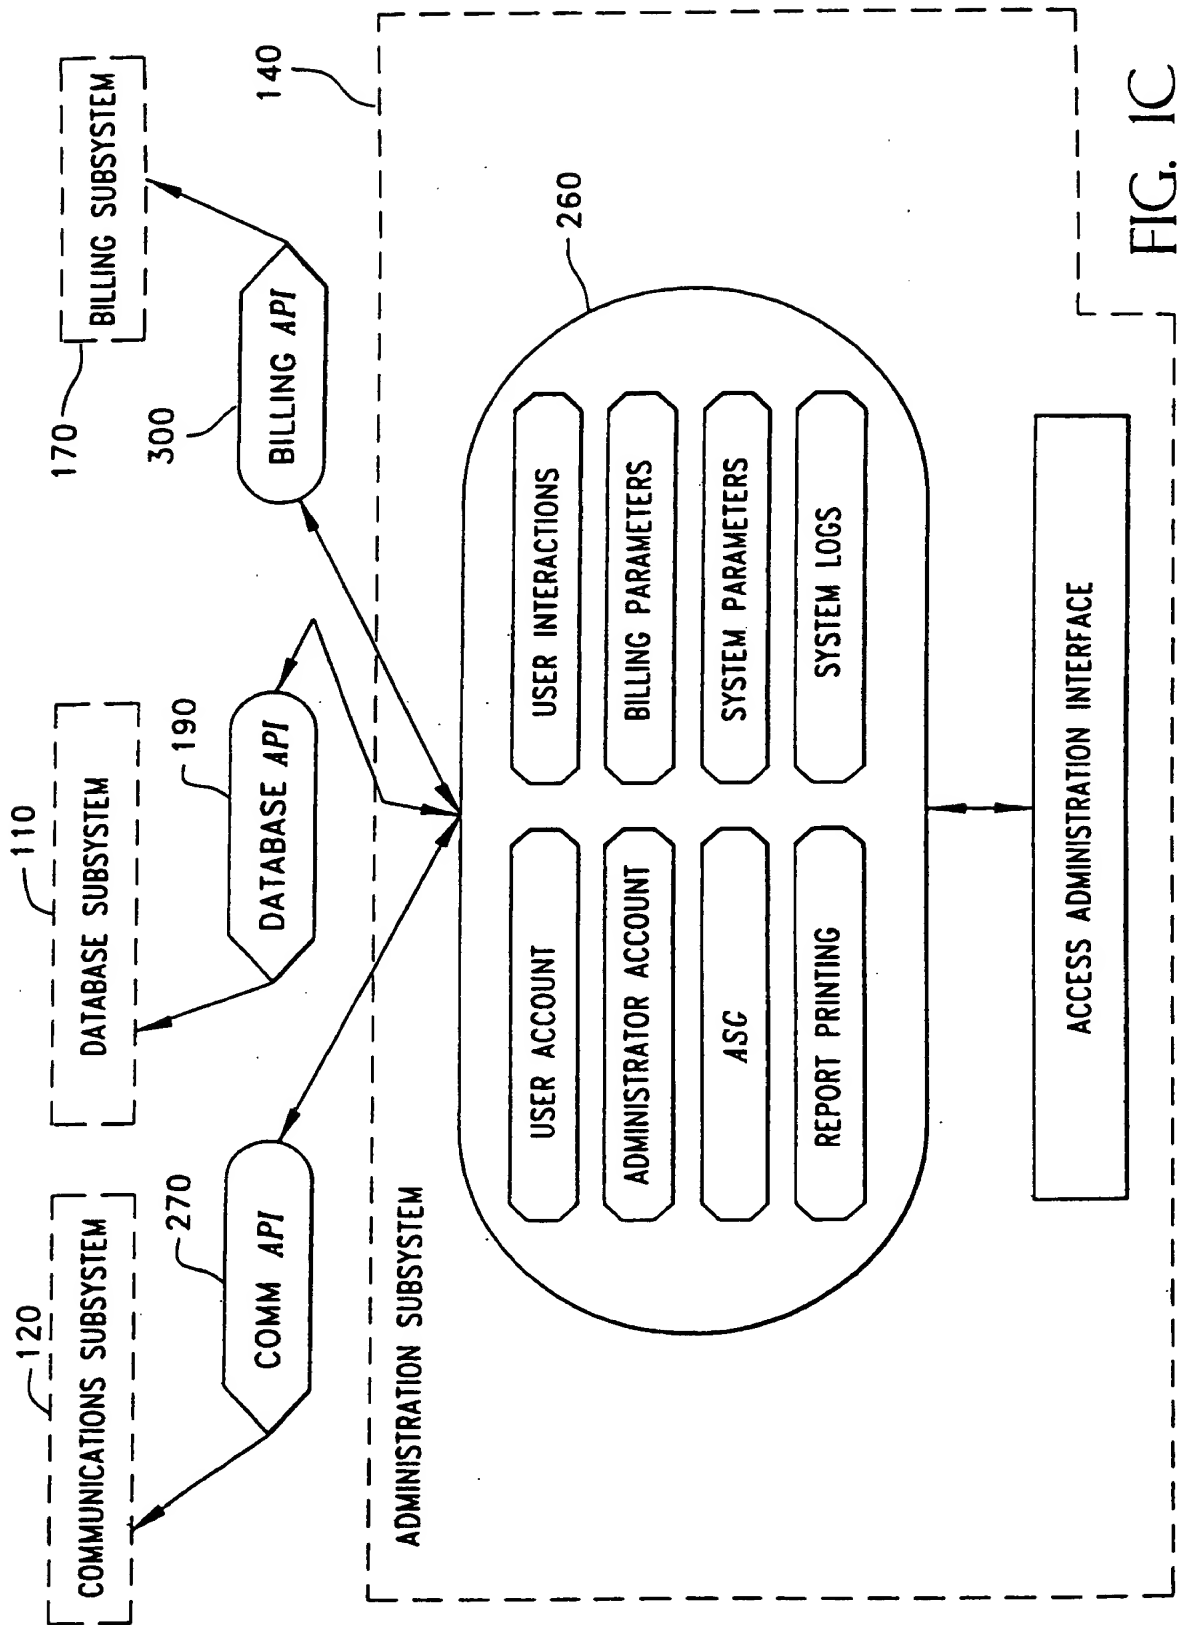 120
COMMUNICATIONS SUBSYSTEM
110
DATABASE SUBSYSTEM
170
BILLING SUBSYSTEM
270
COMM API
190
DATABASE API
300
BILLING API
140
ADMINISTRATION SUBSYSTEM
260
USER ACCOUNT
USER INTERACTIONS
ADMINISTRATOR ACCOUNT
BILLING PARAMETERS
ASG
SYSTEM PARAMETERS
REPORT PRINTING
SYSTEM LOGS
ACCESS ADMINISTRATION INTERFACE
FIG. 1C